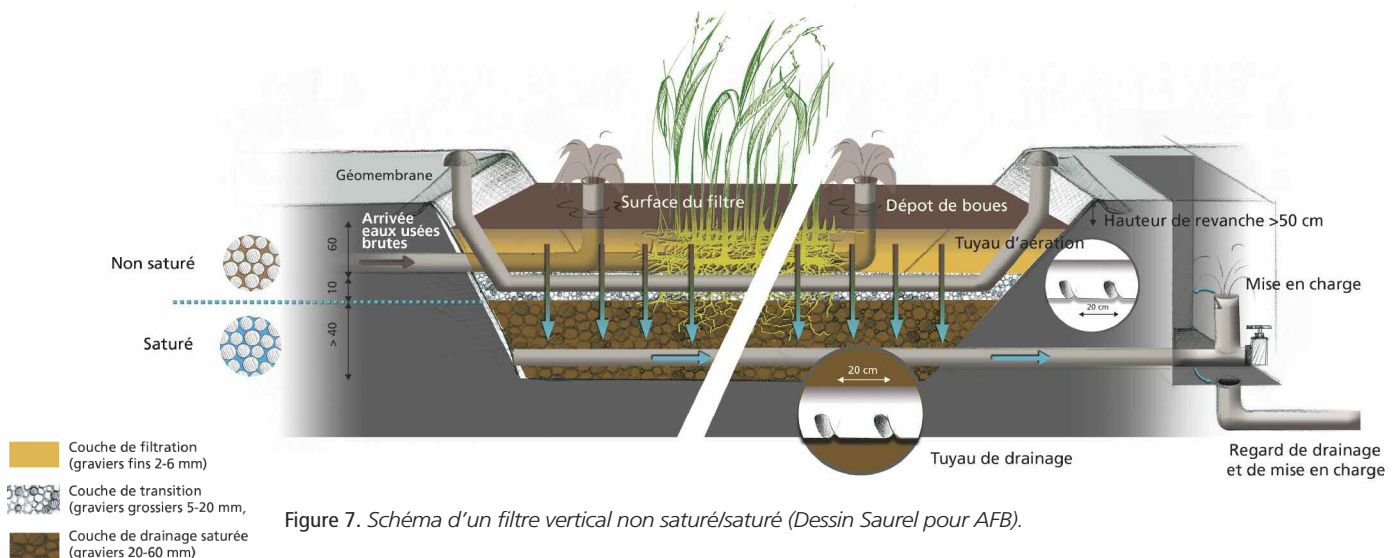 Géomembrane
Arrivée
eaux usées
brutes
Surface du filtre
Dépot de boues
Hauteur de revanche >50 cm
Tuyau d'aération
20 cm
Mise en charge
Non saturé
60
10
Saturé
> 40
20 cm
Tuyau de drainage
Regard de drainage
et de mise en charge
Couche de filtration
(graviers fins 2-6 mm)
Couche de transition
(graviers grossiers 5-20 mm,
Couche de drainage saturée
(graviers 20-60 mm)
Figure 7. Schéma d'un filtre vertical non saturé/saturé (Dessin Saurel pour AFB).